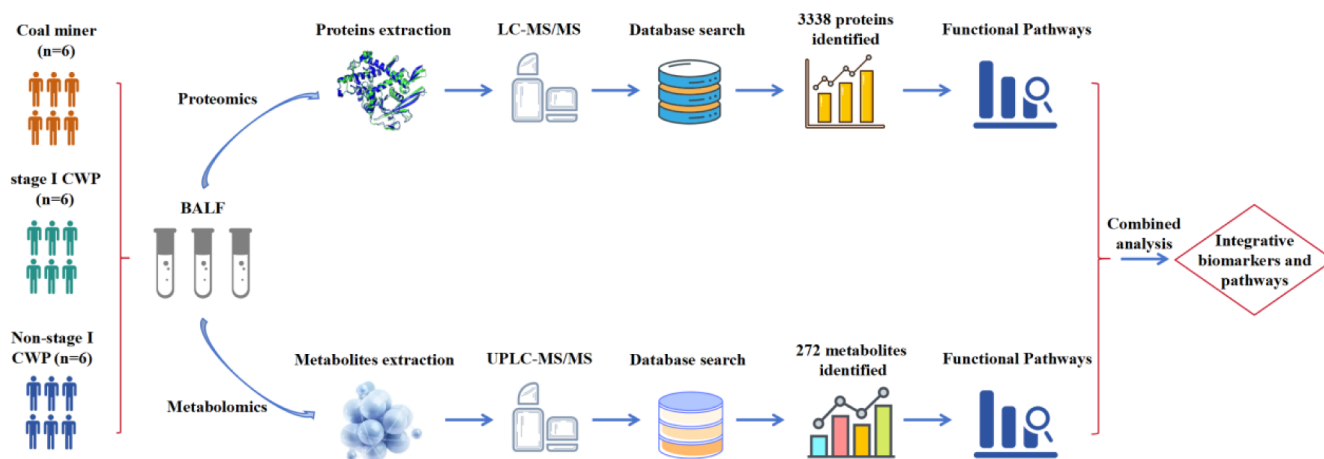 Coal miner
(n=6)
stage I CWP
(n=6)
Non-stage I
CWP (n=6)
BALF
Proteomics
Metabolomics
Proteins extraction
LC-MS/MS
Database search
3338 proteins
identified
Functional Pathways
Metabolites extraction
UPLC-MS/MS
Database search
272 metabolites
identified
Functional Pathways
Combined
analysis
Integrative
biomarkers and
pathways